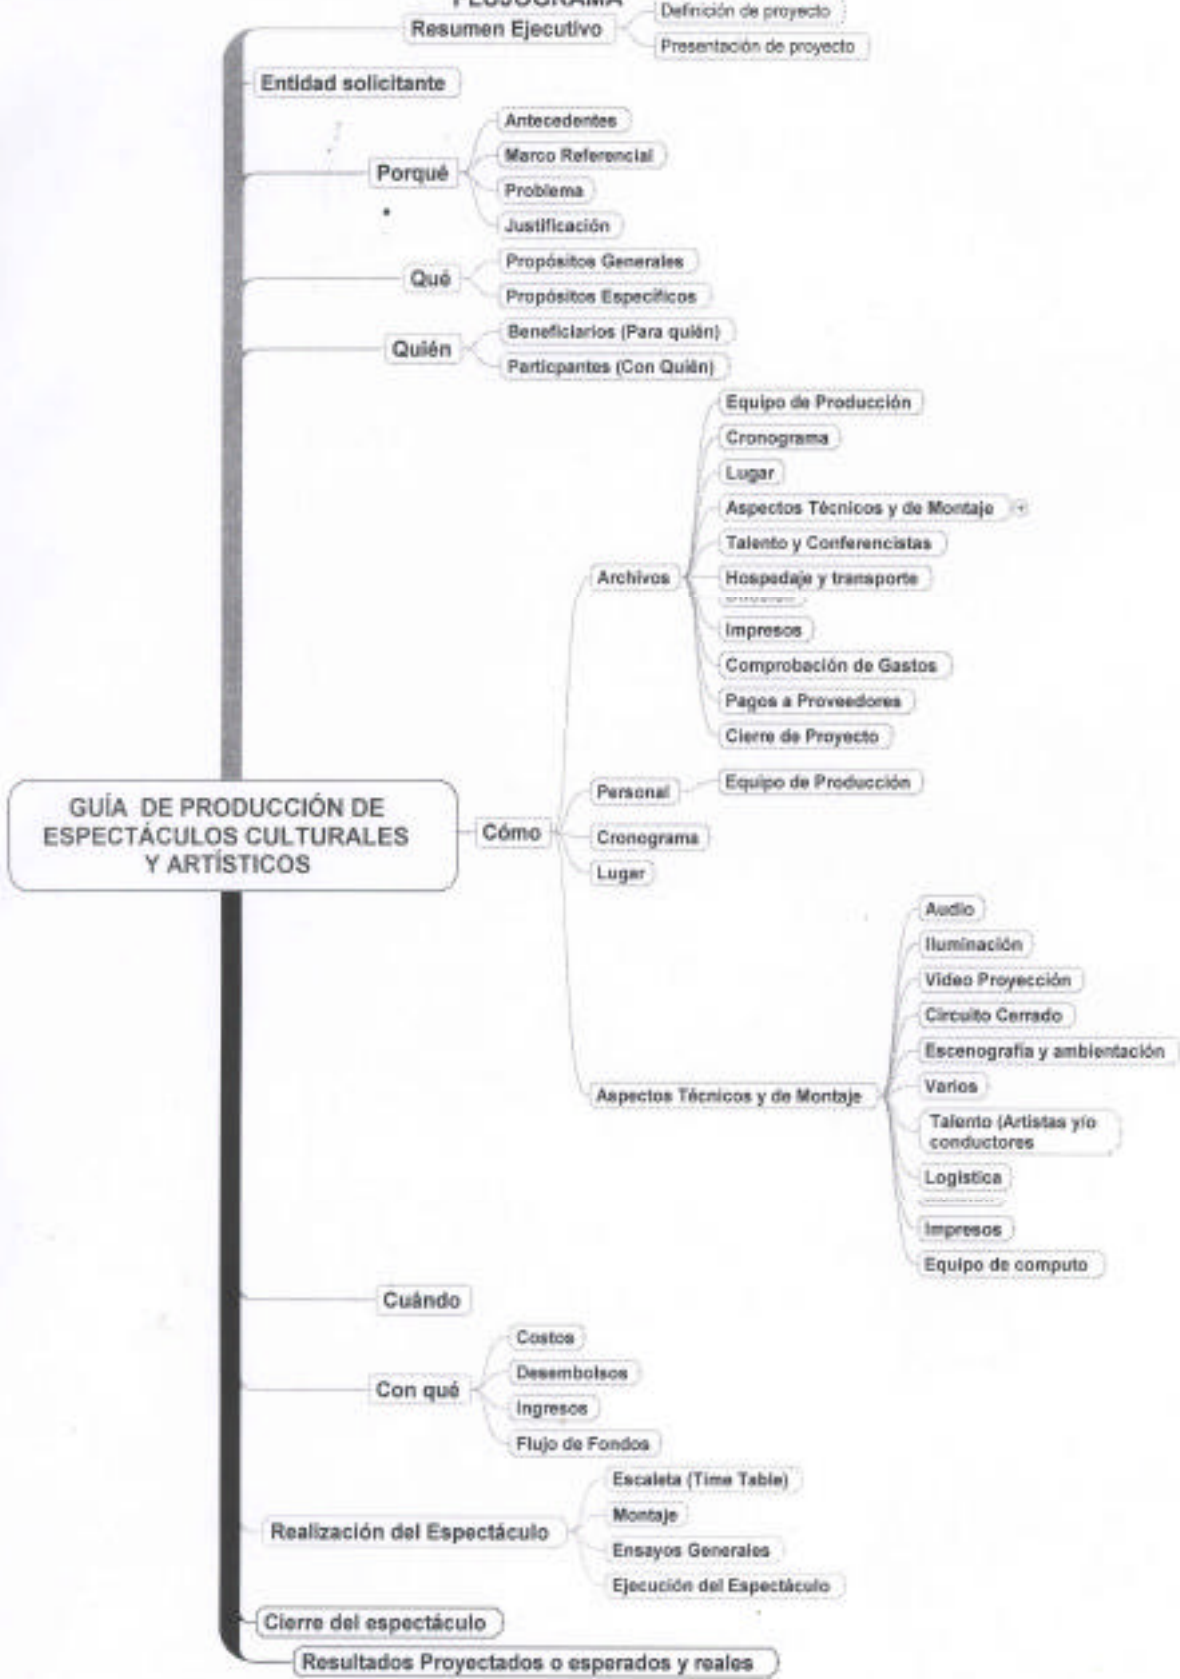 Definición de proyecto
Resumen Ejecutivo
Presentación de proyecto
Entidad solicitante
Porqué
Antecedentes
Marco Referencial
Problema
Justificación
Qué
Propósitos Generales
Propósitos Específicos
Quién
Beneficiarios (Para quién)
Particpantes (Con Quién)
GUÍA DE PRODUCCIÓN DE
ESPECTÁCULOS CULTURALES
Y ARTÍSTICOS
Cómo
Archivos
Equipo de Producción
Cronograma
Lugar
Aspectos Técnicos y de Montaje
Talento y Conferencistas
Hospedaje y transporte
Impresos
Comprobación de Gastos
Pagos a Proveedores
Cierre de Proyecto
Personal
Equipo de Producción
Cronograma
Lugar
Aspectos Técnicos y de Montaje
Audio
Iluminación
Video Proyección
Circuito Cerrado
Escenografía y ambientación
Varios
Talento (Artistas y/o
conductores
Logística
Impresos
Equipo de computo
Cuándo
Con qué
Costos
Desembolsos
Ingresos
Flujo de Fondos
Realización del Espectáculo
Escaleta (Time Table)
Montaje
Ensayos Generales
Ejecución del Espectáculo
Cierre del espectáculo
Resultados Proyectados o esperados y reales